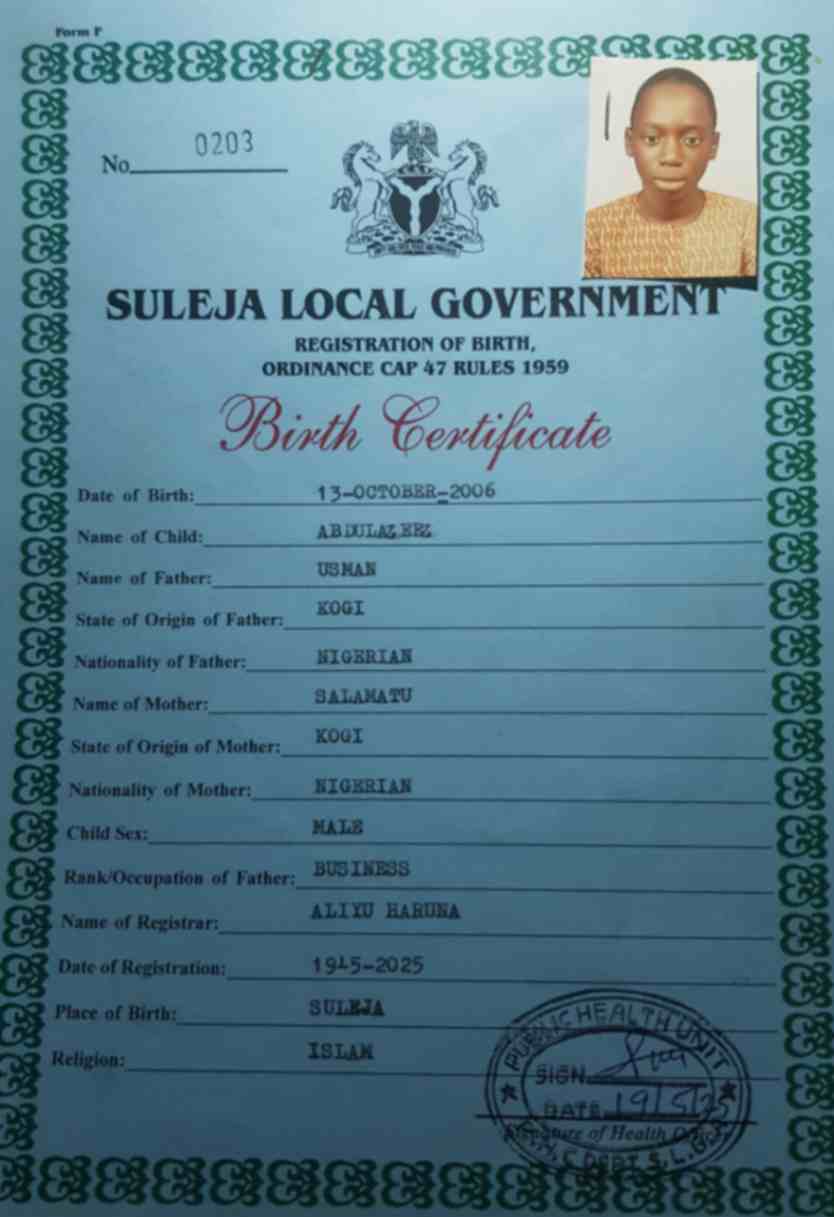 Form F
No. 0203
SULEJA LOCAL GOVERNMENT
REGISTRATION OF BIRTH,
ORDINANCE CAP 47 RULES 1959
Birth Certificate
Date of Birth: 13-OCTOBER-2006
Name of Child: ABDULAZEEZ
Name of Father: USMAN
State of Origin of Father: KOGI
Nationality of Father: NIGERIAN
Name of Mother: SALAMATU
State of Origin of Mother: KOGI
Nationality of Mother: NIGERIAN
Child Sex: MALE
Rank/Occupation of Father: BUSINESS
Name of Registrar: ALIYU HARUNA
Date of Registration: 19-5-2025
Place of Birth: SULEJA
Religion: ISLAM
PUBLIC HEALTH UNIT
SIGN
DATE 19/5/25
Signature of Health
DEPT S.L.G.